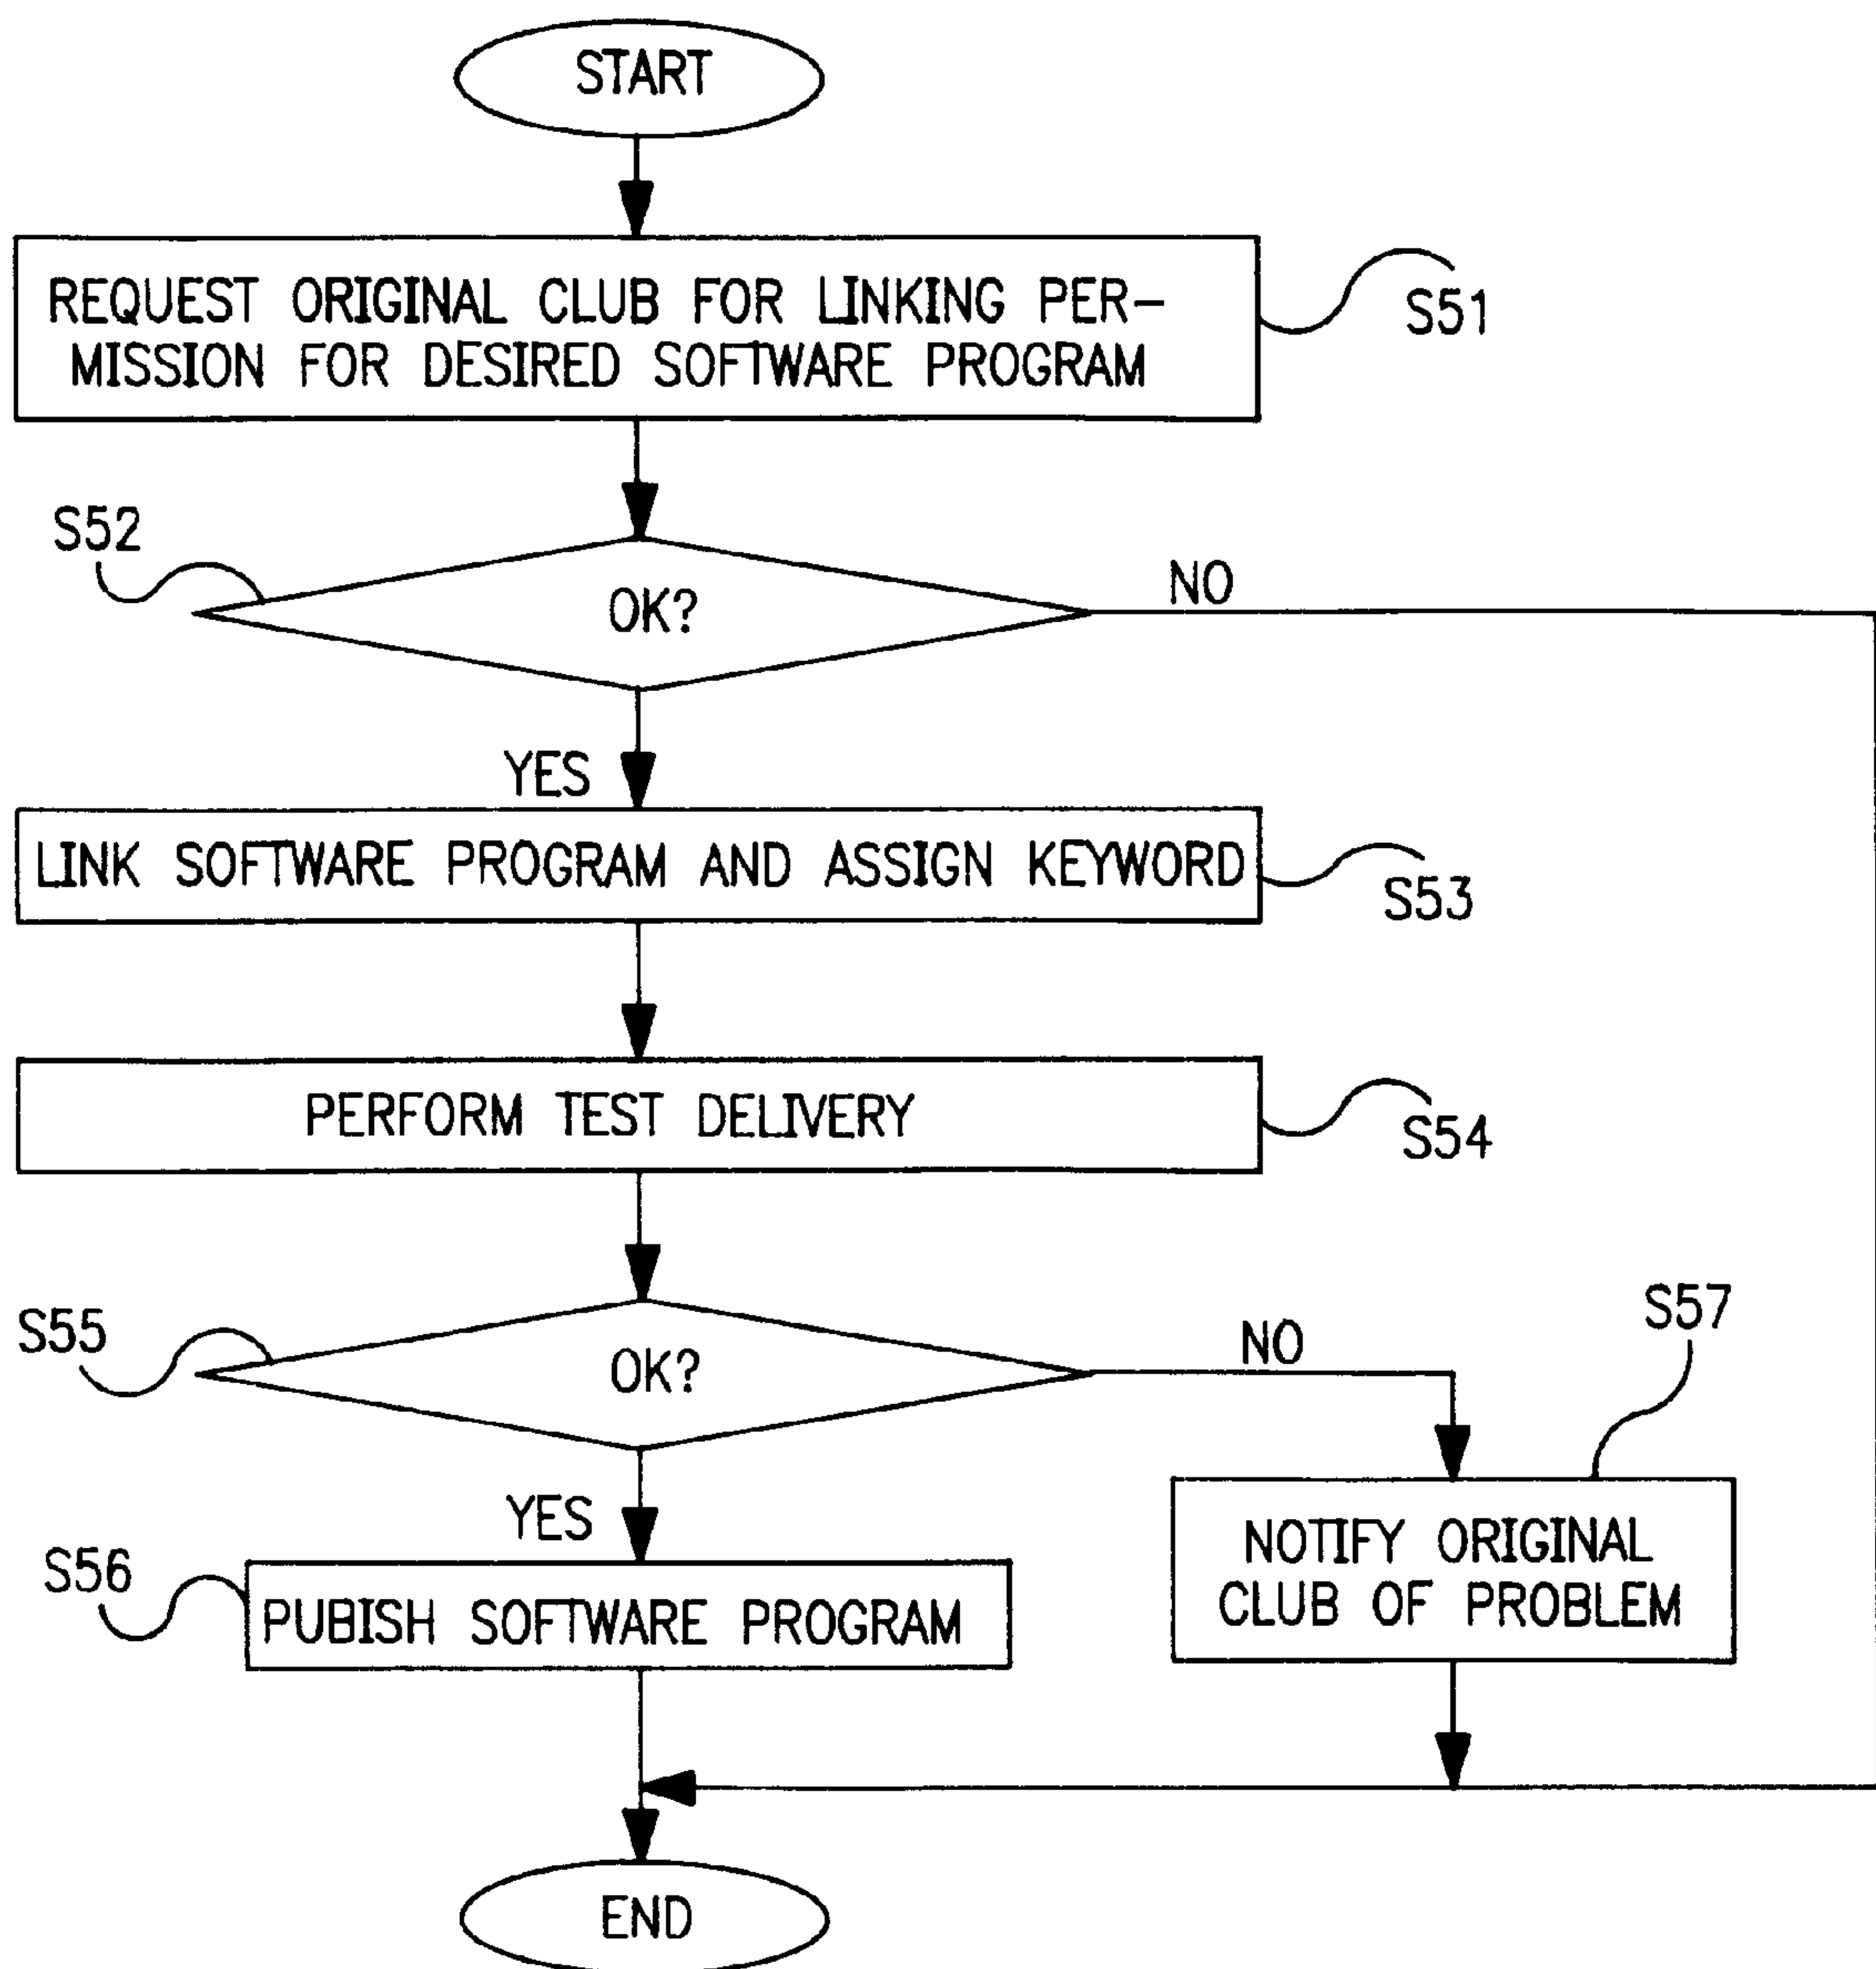 START
REQUEST ORIGINAL CLUB FOR LINKING PER-
MISSION FOR DESIRED SOFTWARE PROGRAM
S51
S52
OK?
NO
YES
LINK SOFTWARE PROGRAM AND ASSIGN KEYWORD
S53
PERFORM TEST DELIVERY
S54
S55
OK?
NO
S57
YES
NOTIFY ORIGINAL
CLUB OF PROBLEM
S56
PUBISH SOFTWARE PROGRAM
END